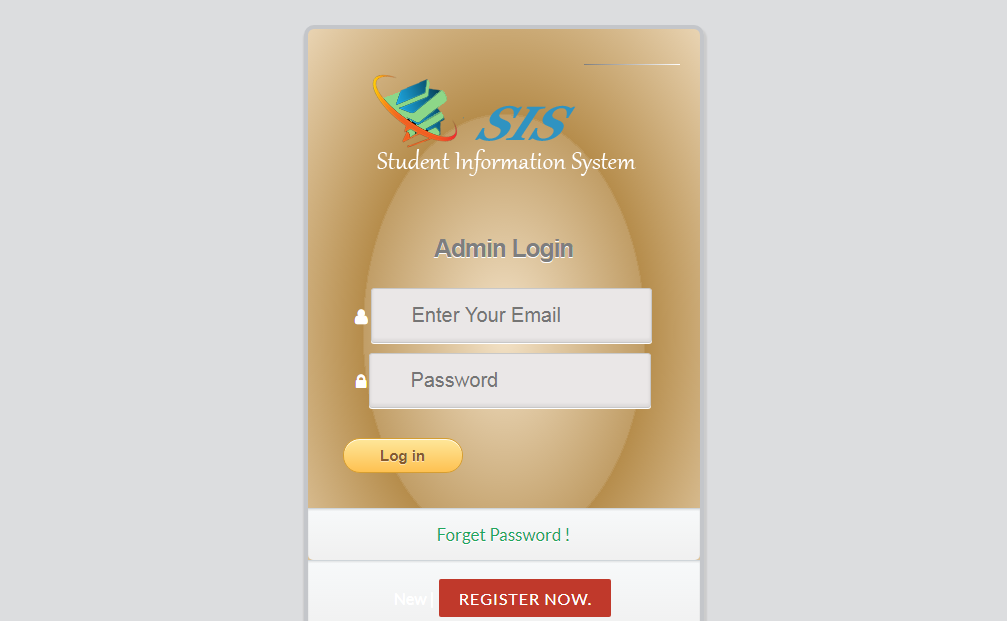 SIS
Student Information System
Admin Login
Enter Your Email
Password
Log in
Forget Password !
New | REGISTER NOW.